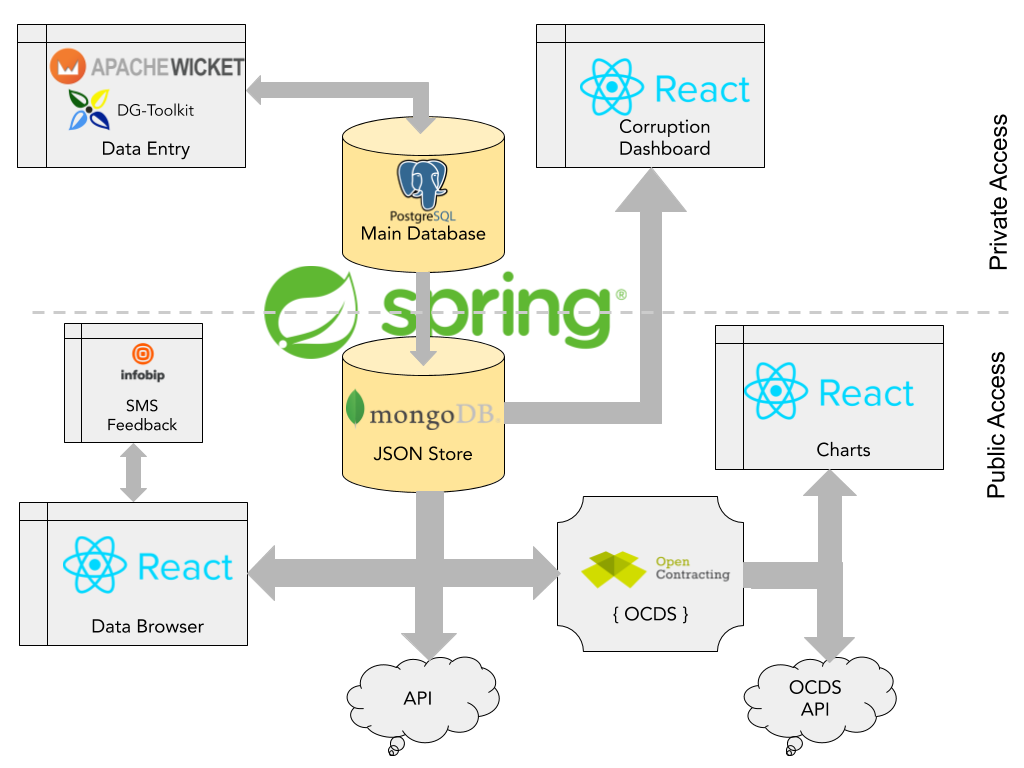 APACHE WICKET
DG-Toolkit
Data Entry
React
Corruption
Dashboard
Private Access
PostgreSQL
Main Database
spring®
infobip
SMS
Feedback
mongoDB.
JSON Store
React
Charts
Public Access
React
Data Browser
Open
Contracting
{ OCDS }
API
OCDS
API